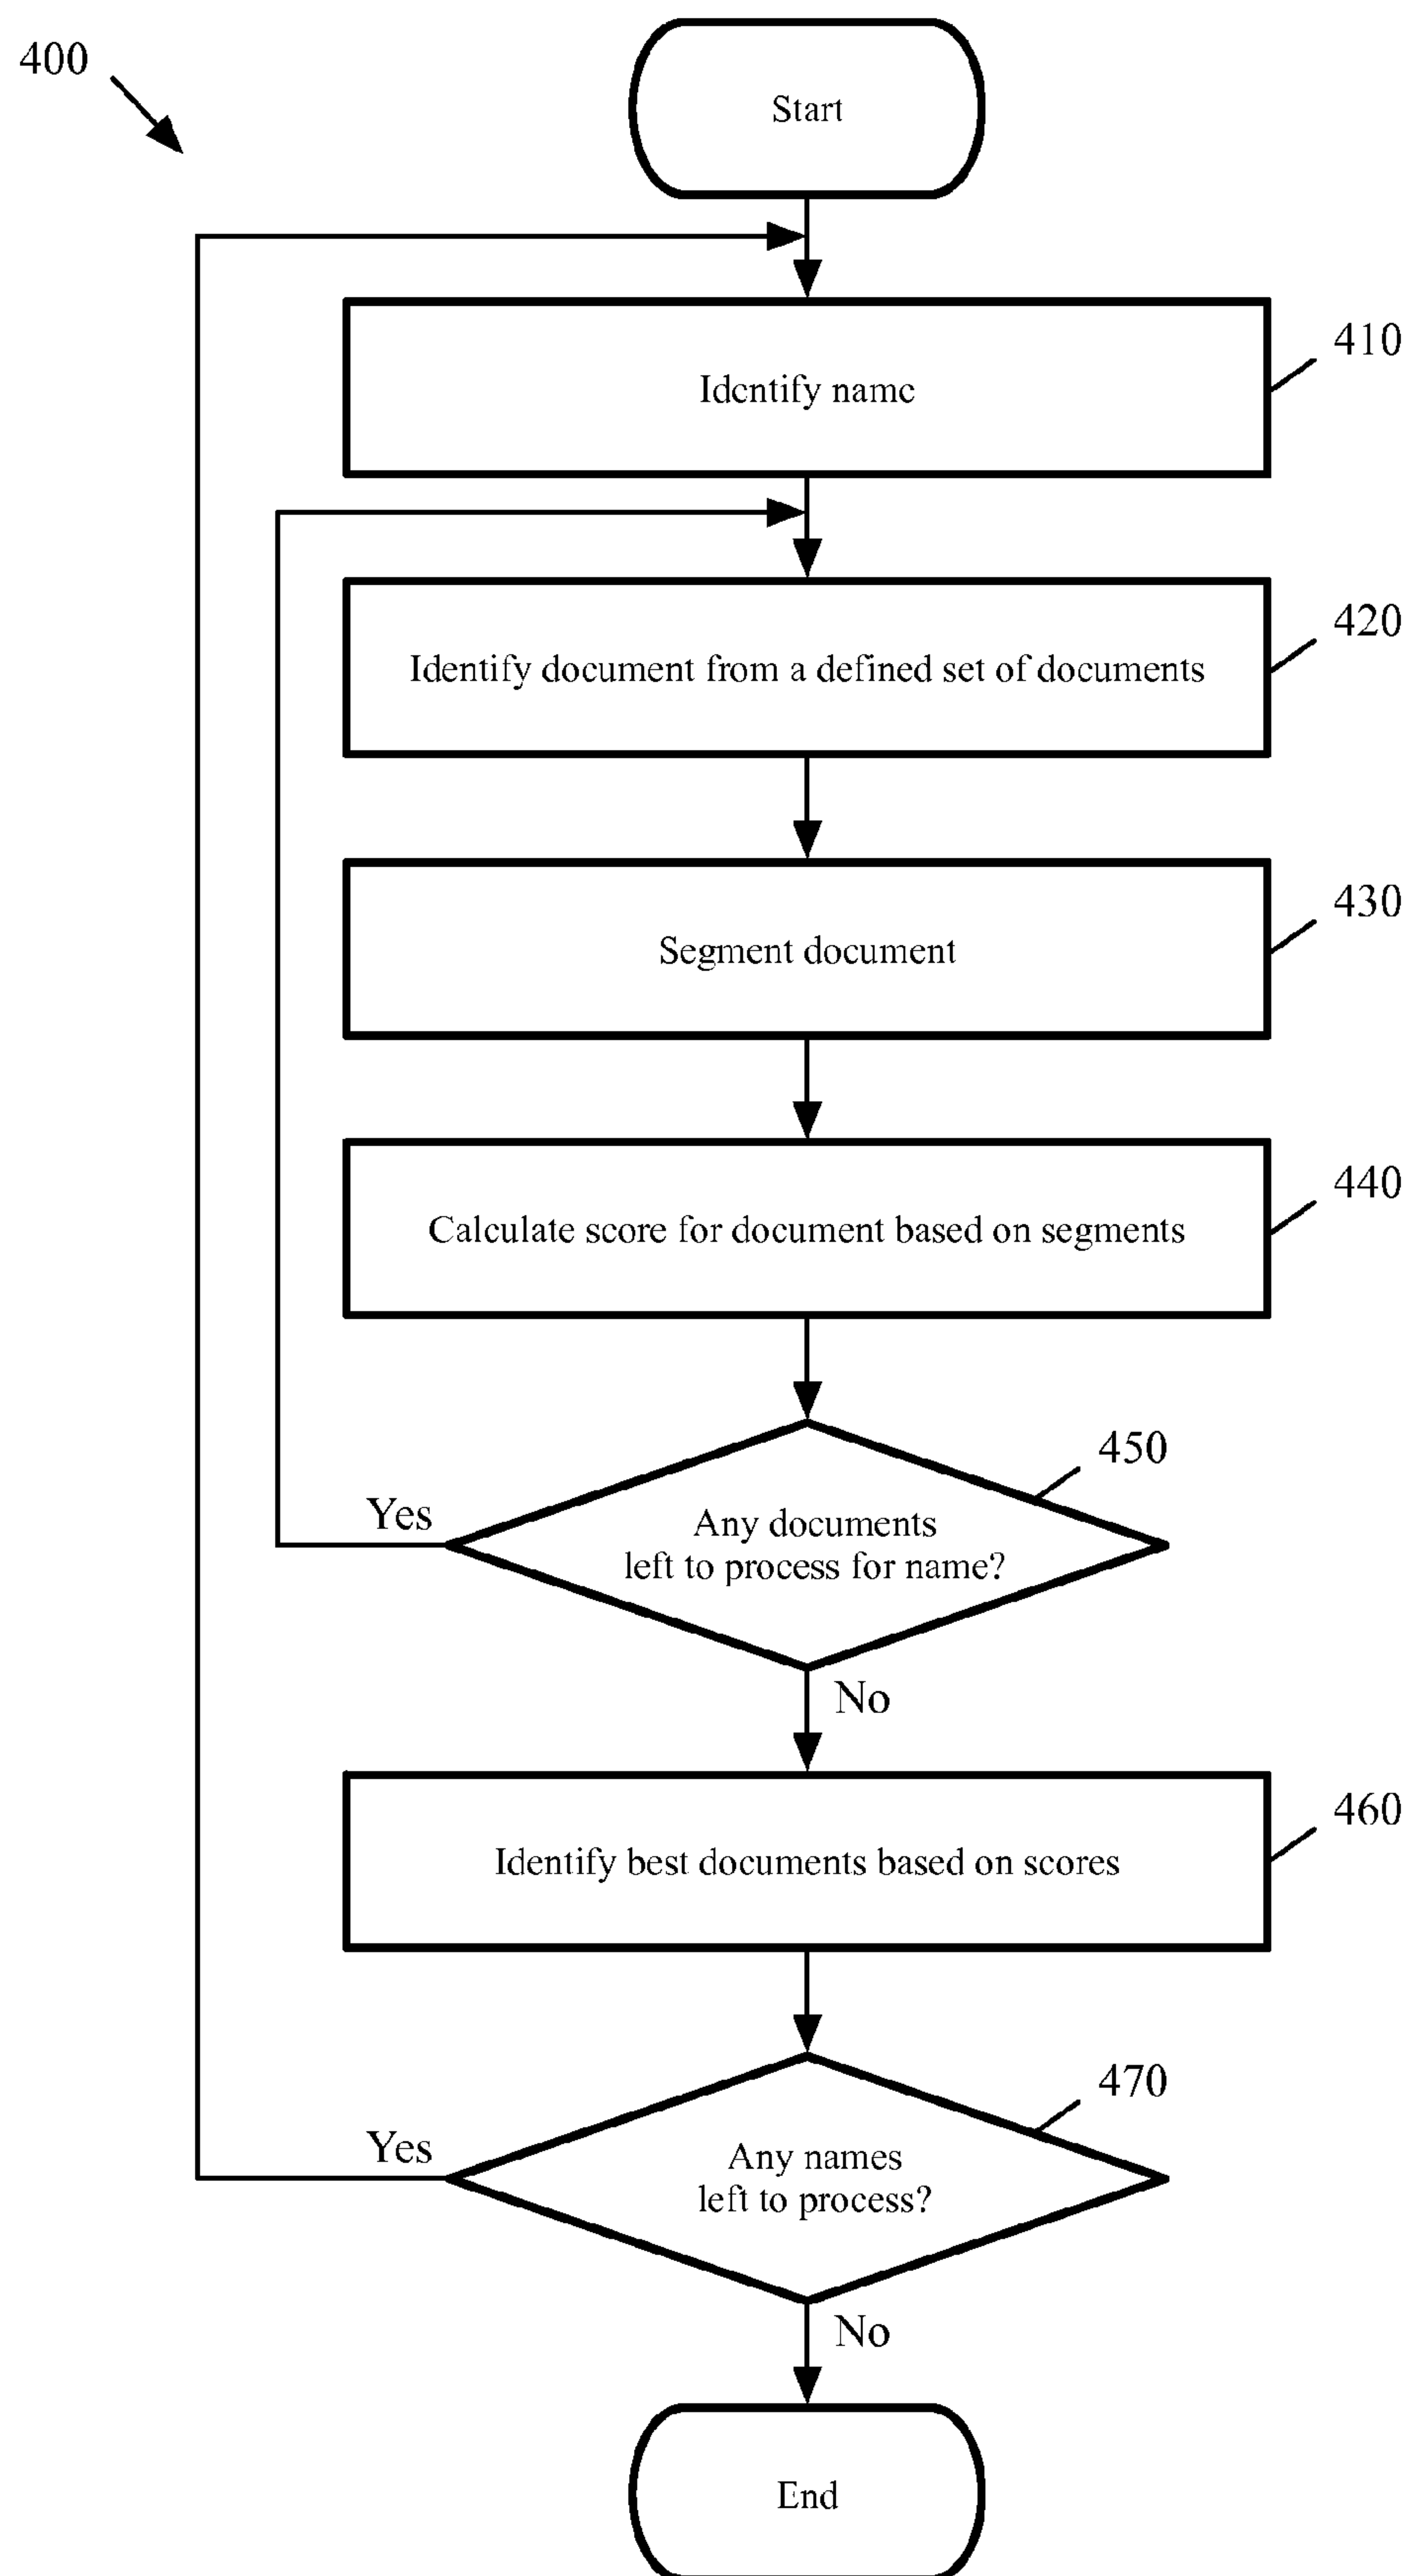 400
Start
410
Identify name
420
Identify document from a defined set of documents
430
Segment document
440
Calculate score for document based on segments
450
Any documents
left to process for name?
Yes
No
460
Identify best documents based on scores
470
Any names
left to process?
Yes
No
End